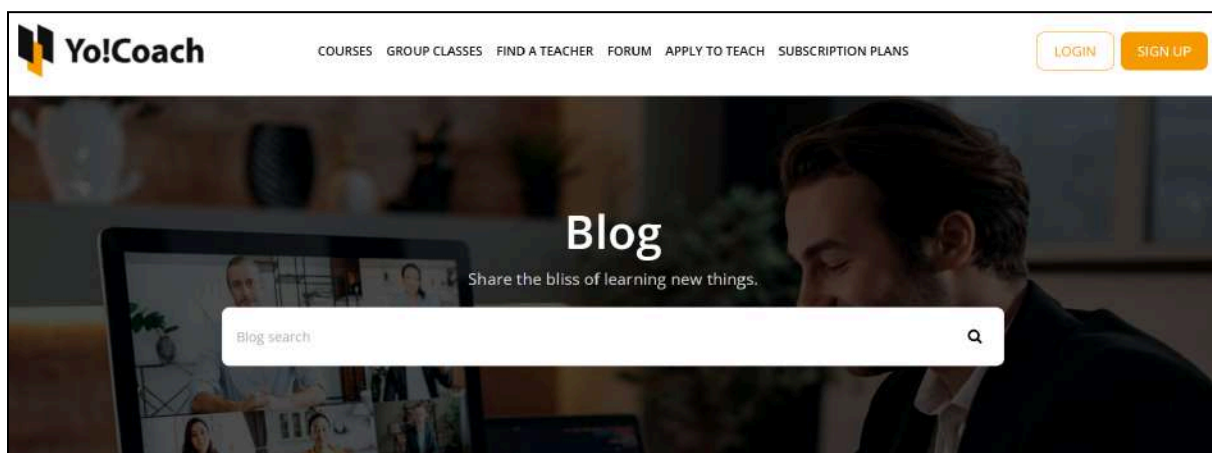 Yo!Coach
COURSES GROUP CLASSES FIND A TEACHER FORUM APPLY TO TEACH SUBSCRIPTION PLANS
LOGIN SIGN UP
Blog
Share the bliss of learning new things.
Blog search